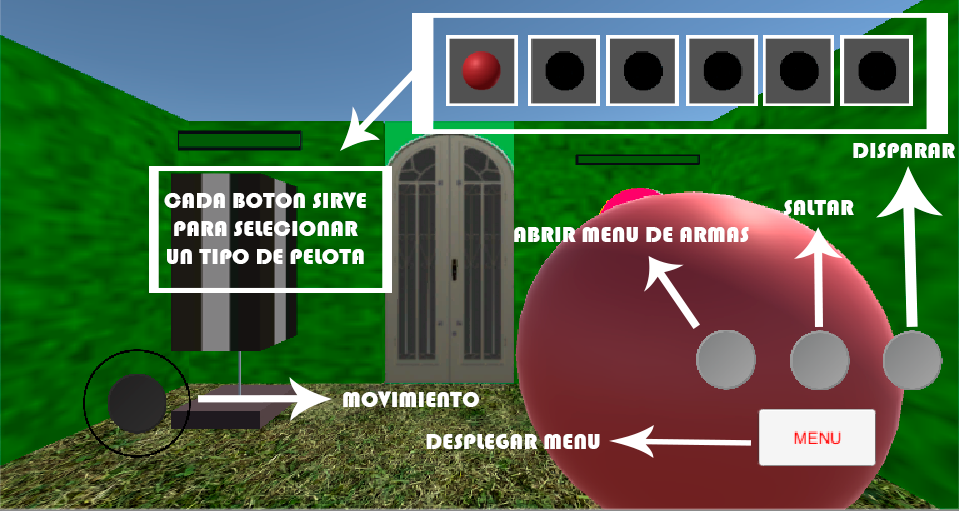 DISPARAR
CADA BOTON SIRVE
PARA SELECIONAR
UN TIPO DE PELOTA
SALTAR
ABRIR MENU DE ARMAS
MOVIMIENTO
DESPLEGAR MENU
MENU